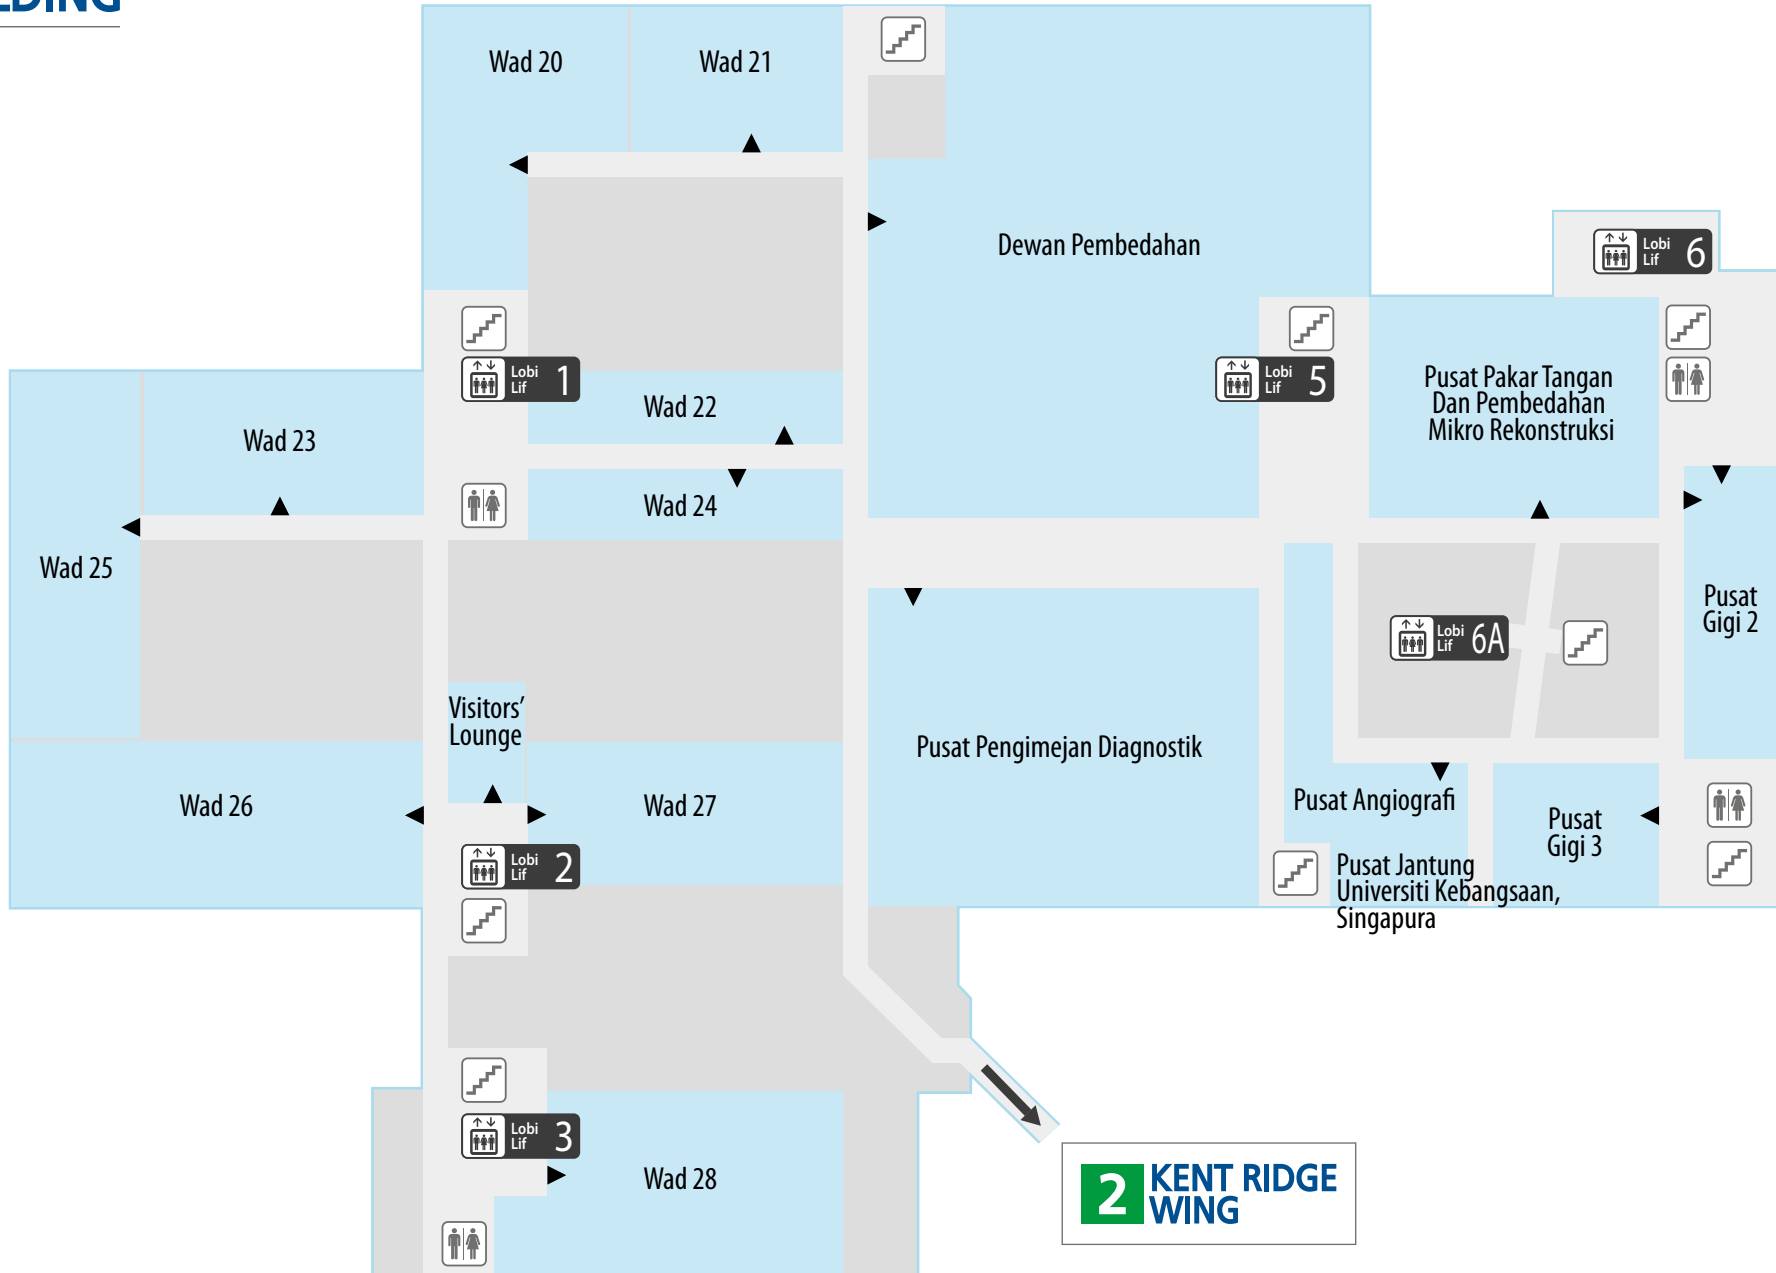 Wad 20
Wad 21
Dewan Pembedahan
Lobi
Lif 6
Lobi
Lif 1
Lobi
Lif 5
Pusat Pakar Tangan
Dan Pembedahan
Mikro Rekonstruksi
Wad 22
Wad 23
Wad 24
Wad 25
Pusat
Gigi 2
Lobi
Lif 6A
Visitors'
Lounge
Pusat Pengimejan Diagnostik
Wad 26
Wad 27
Pusat Angiografi
Pusat
Gigi 3
Lobi
Lif 2
Pusat Jantung
Universiti Kebangsaan,
Singapura
Lobi
Lif 3
Wad 28
2 KENT RIDGE
WING